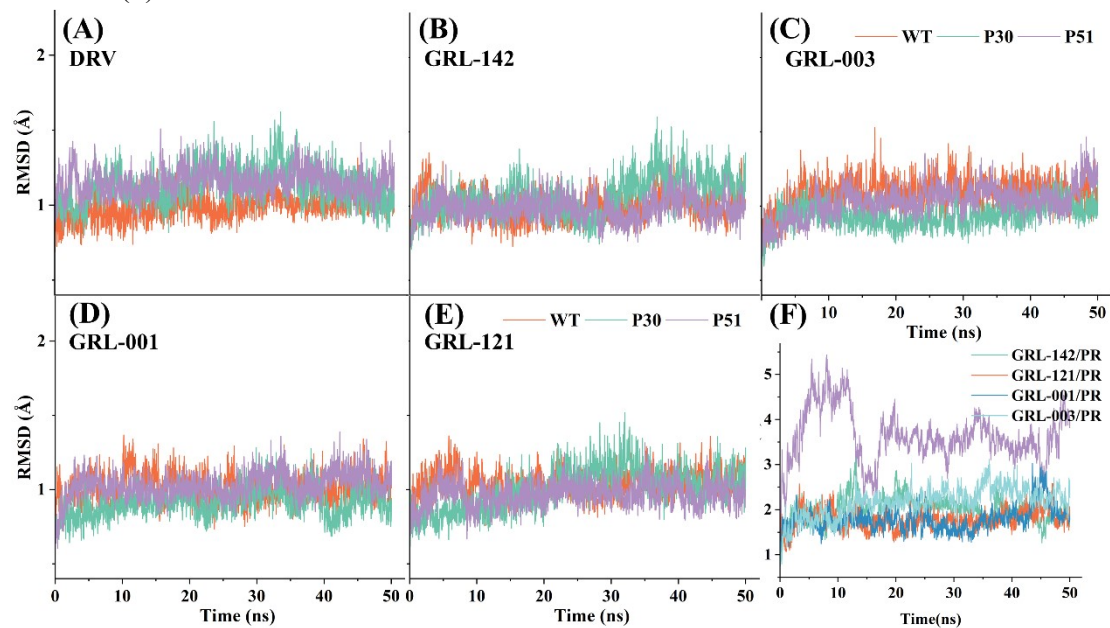 (A)
DRV
(B)
GRL-142
(C)
GRL-003
WT P30 P51
2
1
RMSD (Å)
10 20 30 40 50
Time (ns)
(D)
GRL-001
(E)
GRL-121
WT P30 P51
2
1
RMSD (Å)
0 10 20 30 40 50
Time (ns)
0 10 20 30 40 50
Time (ns)
(F)
GRL-142/PR
GRL-121/PR
GRL-001/PR
GRL-003/PR
5
4
3
2
1
0 10 20 30 40 50
Time(ns)